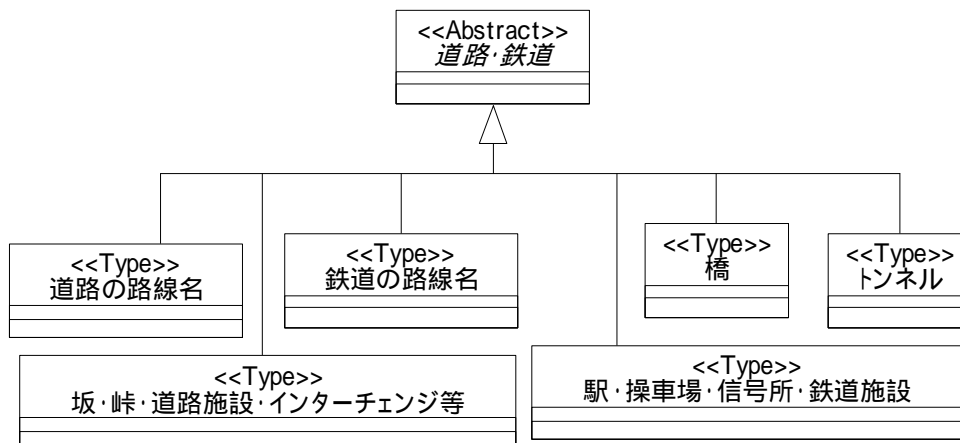 <<Abstract>>
道路・鉄道
<<Type>>
道路の路線名
<<Type>>
鉄道の路線名
<<Type>>
橋
<<Type>>
トンネル
<<Type>>
坂・峠・道路施設・インターチェンジ等
<<Type>>
駅・操車場・信号所・鉄道施設